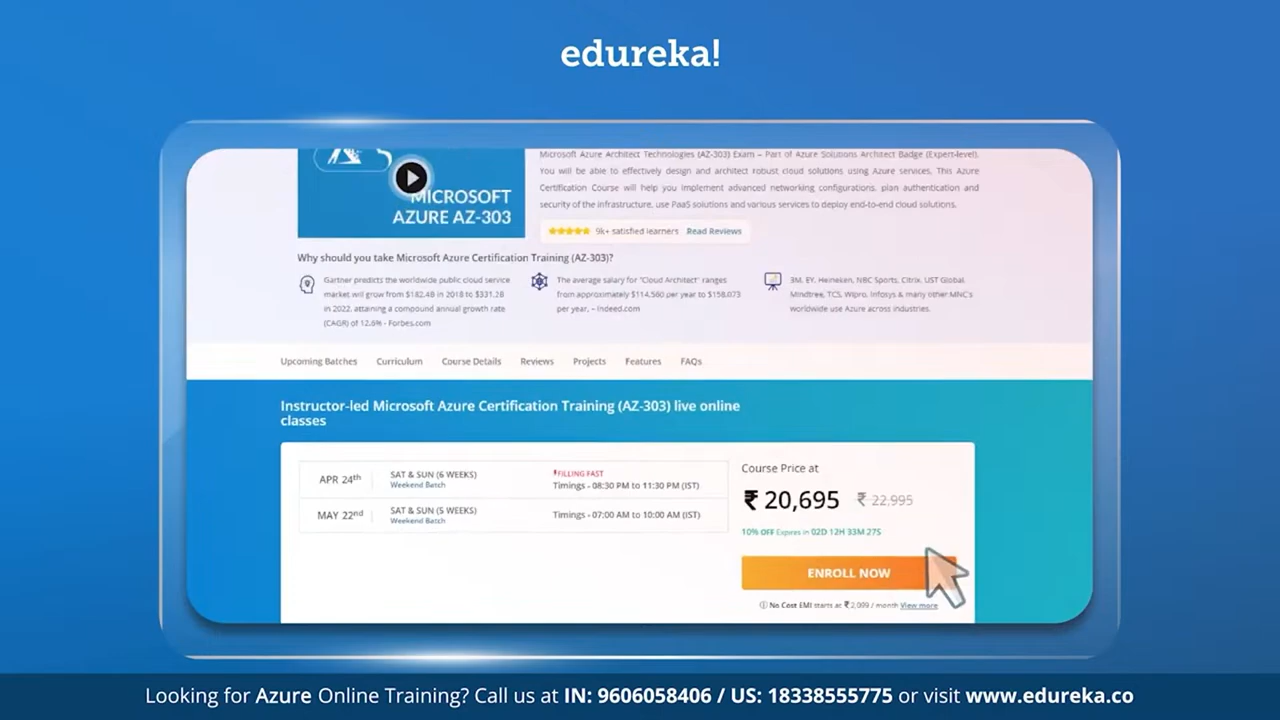 edureka!
MICROSOFT
AZURE AZ-303
Microsoft Azure Architect Technologies (AZ-303) Exam – Part of Azure Solutions Architect Badge (Expert-level).
You will be able to effectively design and architect robust cloud solutions using Azure services. This Azure
Certification Course will help you implement advanced networking configurations, plan authentication and
security of the infrastructure, use PaaS solutions and various services to deploy end-to-end cloud solutions.
9k+ satisfied learners Read Reviews
Why should you take Microsoft Azure Certification Training (AZ-303)?
Gartner predicts the worldwide public cloud service
market will grow from $182.4B in 2018 to $331.2B
in 2022, attaining a compound annual growth rate
(CAGR) of 12.6% - Forbes.com
The average salary for "Cloud Architect" ranges
from approximately $114,560 per year to $158,073
per year. – Indeed.com
3M, EY, Heineken, NBC Sports, Citrix, UST Global,
Mindtree, TCS, Wipro, Infosys & many other MNC's
worldwide use Azure across industries.
Upcoming Batches Curriculum Course Details Reviews Projects Features FAQs
Instructor-led Microsoft Azure Certification Training (AZ-303) live online
classes
APR 24th SAT & SUN (6 WEEKS) FILLING FAST
Weekend Batch Timings - 08:30 PM to 11:30 PM (IST)
MAY 22nd SAT & SUN (5 WEEKS) Timings - 07:00 AM to 10:00 AM (IST)
Weekend Batch
Course Price at
₹ 20,695 ₹ 22,995
10% OFF Expires in 02D 12H 33M 27S
ENROLL NOW
No Cost EMI starts at ₹ 2,099 / month View more
Looking for Azure Online Training? Call us at IN: 9606058406 / US: 18338555775 or visit www.edureka.co